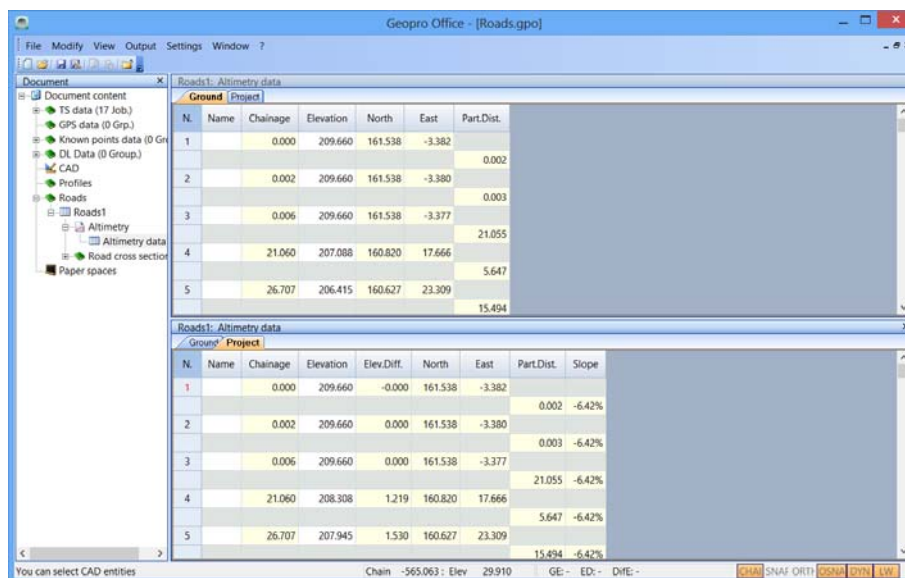 Geopro Office - [Roads.gpo]
File Modify View Output Settings Window ?
Document
Document content
TS data (17 Job.)
GPS data (0 Grp.)
Known points data (0 Gr
DL Data (0 Group.)
CAD
Profiles
Roads
Roads1
Altimetry
Altimetry data
Road cross section
Paper spaces
Roads1: Altimetry data
Ground Project
N. Name Chainage Elevation North East Part.Dist.
1 0.000 209.660 161.538 -3.382
0.002
2 0.002 209.660 161.538 -3.380
0.003
3 0.006 209.660 161.538 -3.377
21.055
4 21.060 207.088 160.820 17.666
5.647
5 26.707 206.415 160.627 23.309
15.494
Roads1: Altimetry data
Ground Project
N. Name Chainage Elevation Elev.Diff. North East Part.Dist. Slope
1 0.000 209.660 -0.000 161.538 -3.382
0.002 -6.42%
2 0.002 209.660 0.000 161.538 -3.380
0.003 -6.42%
3 0.006 209.660 0.000 161.538 -3.377
21.055 -6.42%
4 21.060 208.308 1.219 160.820 17.666
5.647 -6.42%
5 26.707 207.945 1.530 160.627 23.309
15.494 -6.42%
You can select CAD entities Chain -565.063 : Elev 29.910 GE: - ED: - DifE: - CHAI SNAF ORTH OSNA DYN LW